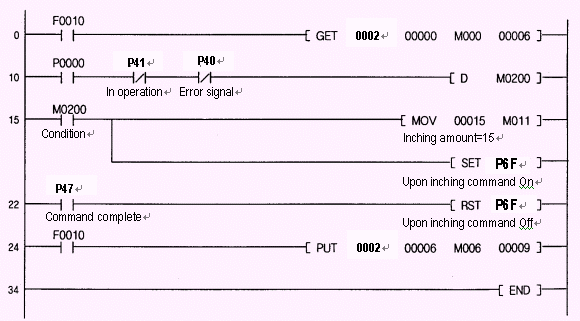 F0010
0 [ GET 0002 00000 M000 00006 ]
P0000 P41↵ P40↵
10 [ D M0200 ]
In operation↵ Error signal↵
M0200
15 [ MOV 00015 M011 ]
Condition↵ Inching amount=15↵
[ SET P6F↵ ]
Upon inching command On↵
P47↵
22 [ RST P6F↵ ]
Command complete↵ Upon inching command Off↵
F0010
24 [ PUT 0002↵ 00006 M006 00009 ]
34 [ END ]